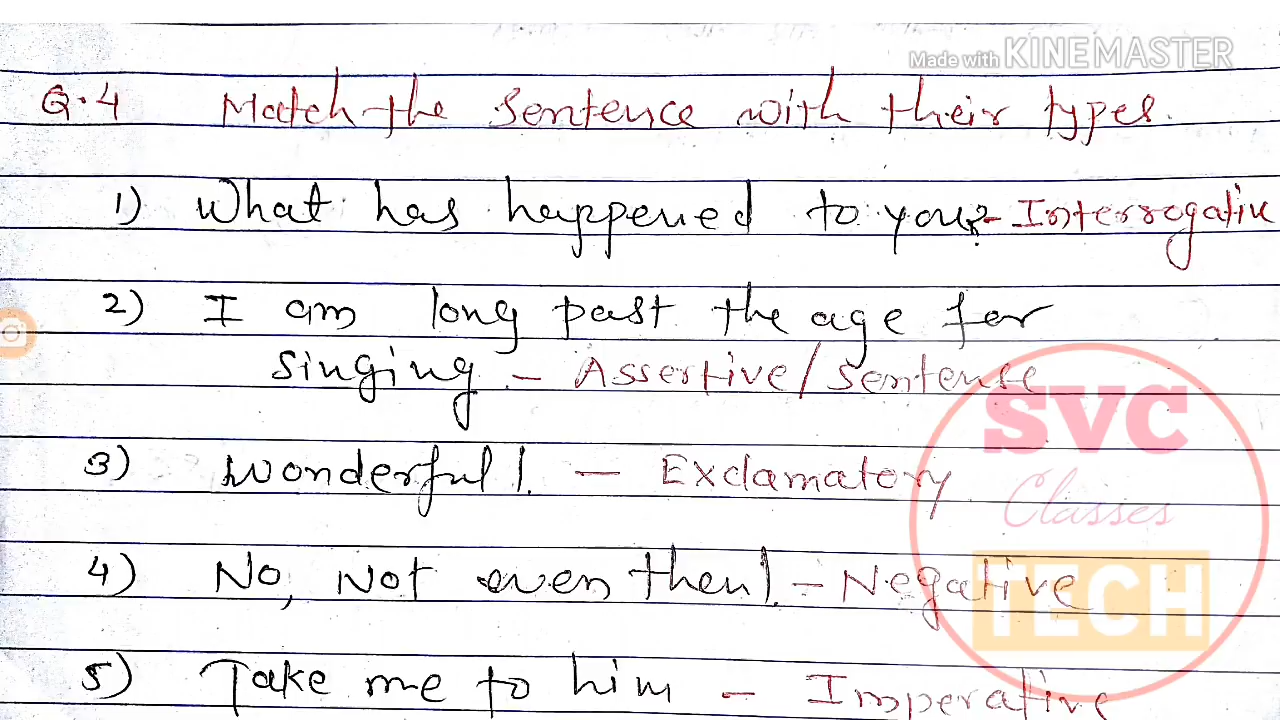 Made with KINEMASTER
Q.4 Match the Sentence with their types.
1) What has happened to you? - Interrogative
2) I am long past the age for
singing - Assertive/Sentense
3) Wonderful! - Exclamatory
4) No, Not even then! - Negative
5) Take me to him - Imperative
SVC
Classes
TECH